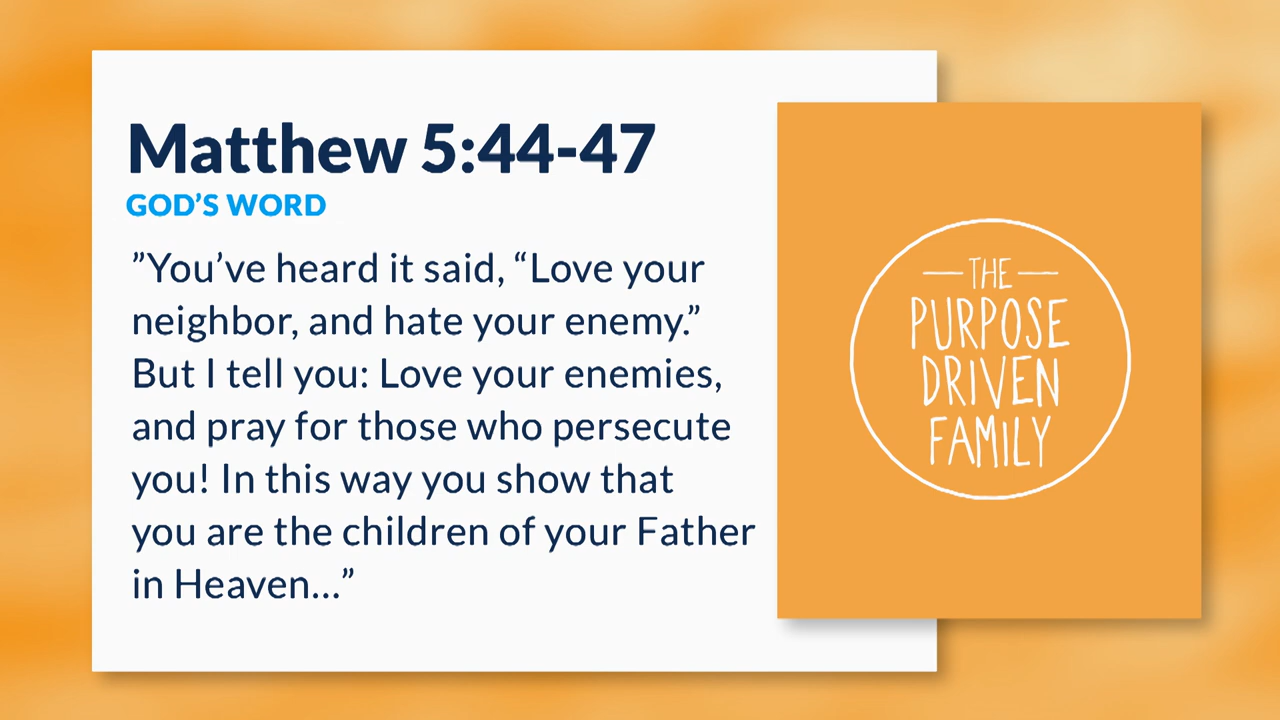 Matthew 5:44-47
GOD’S WORD
”You’ve heard it said, “Love your
neighbor, and hate your enemy.”
But I tell you: Love your enemies,
and pray for those who persecute
you! In this way you show that
you are the children of your Father
in Heaven...”
THE
PURPOSE
DRIVEN
FAMILY